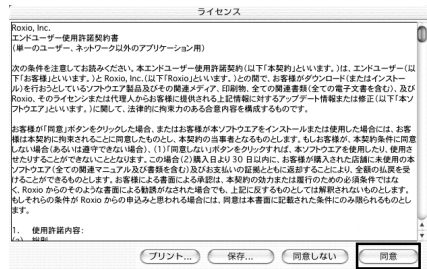 ライセンス
Roxio, Inc.
エンドユーザー使用許諾契約書
(単一のユーザー、ネットワーク以外のアプリケーション用)
次の条件を注意してお読みください。本エンドユーザー使用許諾契約(以下「本契約」といいます。)は、エンドユーザー(以
下「お客様」といいます。)と Roxio, Inc.(以下「Roxio」といいます。)との間で、お客様がダウンロード(またはインストー
ル)を行おうとしているソフトウエア製品及びその関連メディア、印刷物、全ての関連書類(全ての電子文書を含む)、及び
Roxio、そのライセンシまたは代理人からお客様に提供される上記情報に対するアップデート情報または修正(以下「本ソ
フトウエア」といいます。)に関して、法律的に拘束力のある合意内容を構成するものです。
お客様が「同意」ボタンをクリックした場合、またはお客様が本ソフトウエアをインストールまたは使用した場合には、お客
様は本契約に拘束されることに同意したものとし、本契約の当事者となるものとします。もしお客様が、本契約条件に同意
しない場合(あるいは遵守できない場合)、(1)「同意しない」ボタンをクリックすれば、本ソフトウエアを使用したり、使用さ
せたりすることができないこととなります。この場合(2)購入日より 30 日以内に、お客様が購入された店舗に未使用の本
ソフトウエア(全ての関連マニュアル及び書類を含む)及びお支払いの証拠とともに返却することにより、全額の払戻を受
けることができるものとします。お客様による書面による承認は、本契約の効力または履行のための必須条件ではな
く、Roxio からのそのような書面による勧誘がなされた場合でも、上記に反するものとしては解釈されないものとします。
もしそれらの条件が Roxio からの申込みと思われる場合には、同意は本書面に記載された条件にのみ限られるものとし
ます。
1. 使用許諾内容:
(a) 総則
プリント...
保存...
同意しない
同意